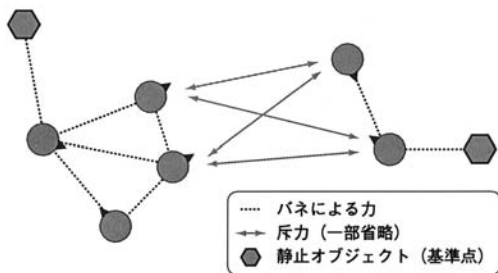 バネによる力
斥力（一部省略）
静止オブジェクト（基準点）